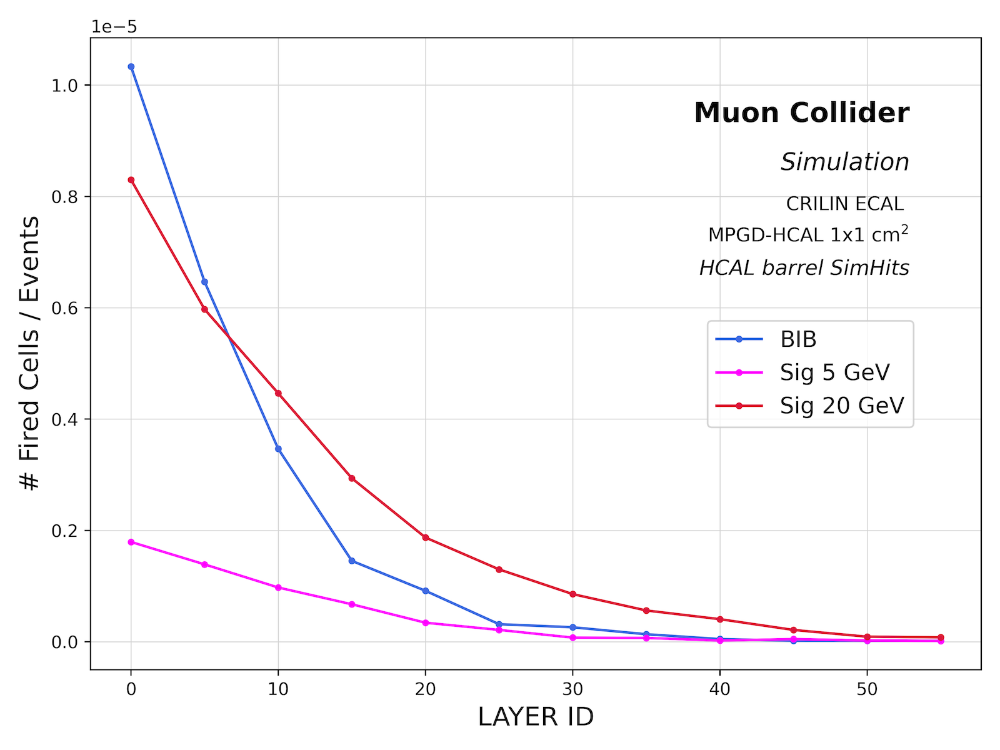 1e−5
1.0
0.8
0.6
0.4
0.2
0.0
# Fired Cells / Events
Muon Collider
Simulation
CRILIN ECAL
MPGD-HCAL 1x1 cm²
HCAL barrel SimHits
BIB
Sig 5 GeV
Sig 20 GeV
0 10 20 30 40 50
LAYER ID